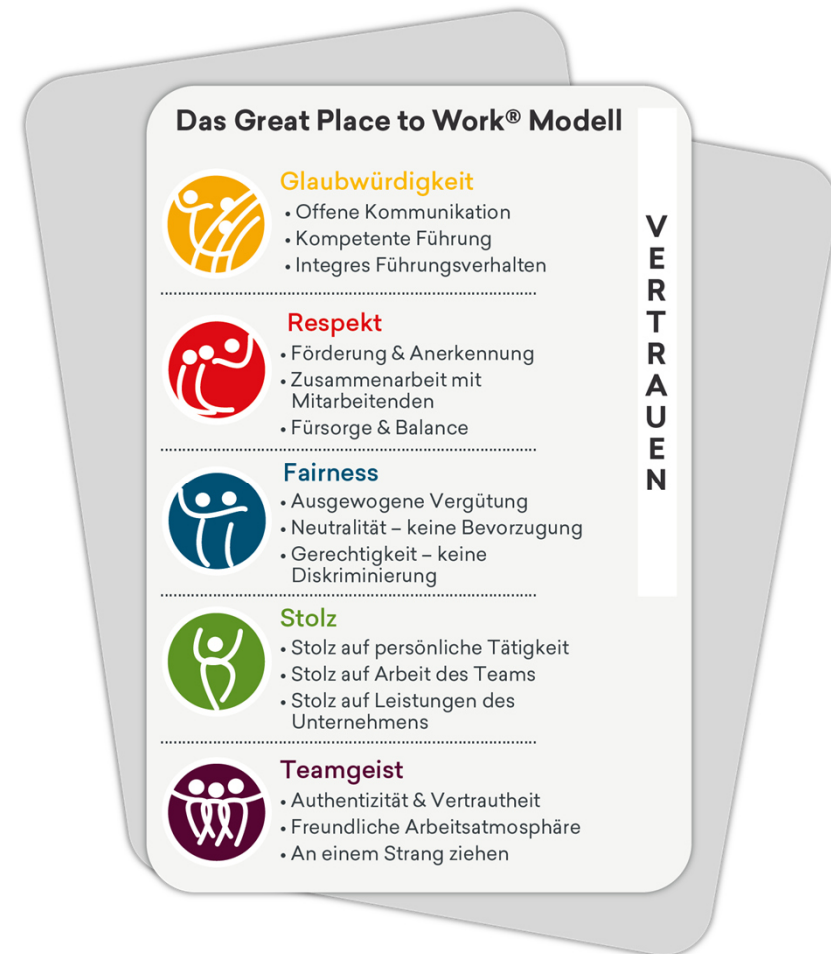 Das Great Place to Work® Modell
Glaubwürdigkeit
• Offene Kommunikation
• Kompetente Führung
• Integres Führungsverhalten
Respekt
• Förderung & Anerkennung
• Zusammenarbeit mit
Mitarbeitenden
• Fürsorge & Balance
Fairness
• Ausgewogene Vergütung
• Neutralität – keine Bevorzugung
• Gerechtigkeit – keine
Diskriminierung
Stolz
• Stolz auf persönliche Tätigkeit
• Stolz auf Arbeit des Teams
• Stolz auf Leistungen des
Unternehmens
Teamgeist
• Authentizität & Vertrautheit
• Freundliche Arbeitsatmosphäre
• An einem Strang ziehen
VERTRAUEN